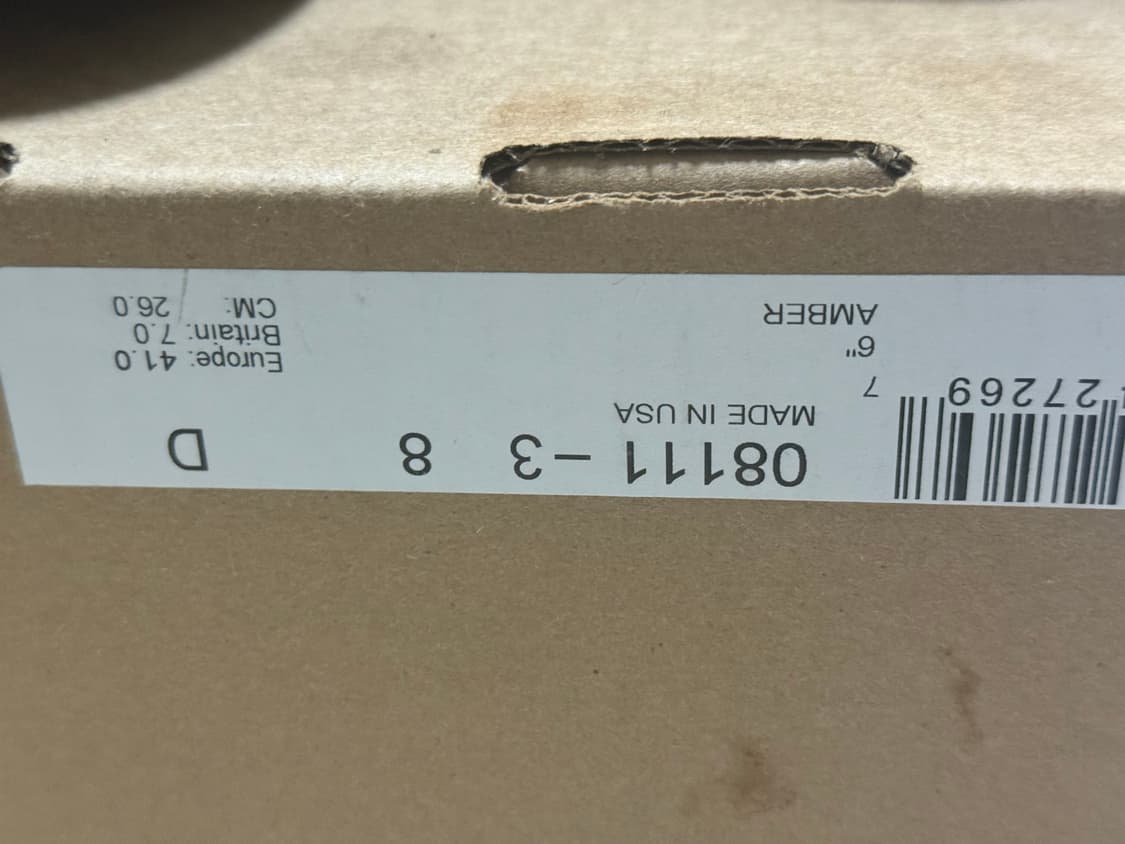 27269 7
08111-3 8 D
MADE IN USA
6"
AMBER
Europe: 41.0
Britain: 7.0
CM: 26.0